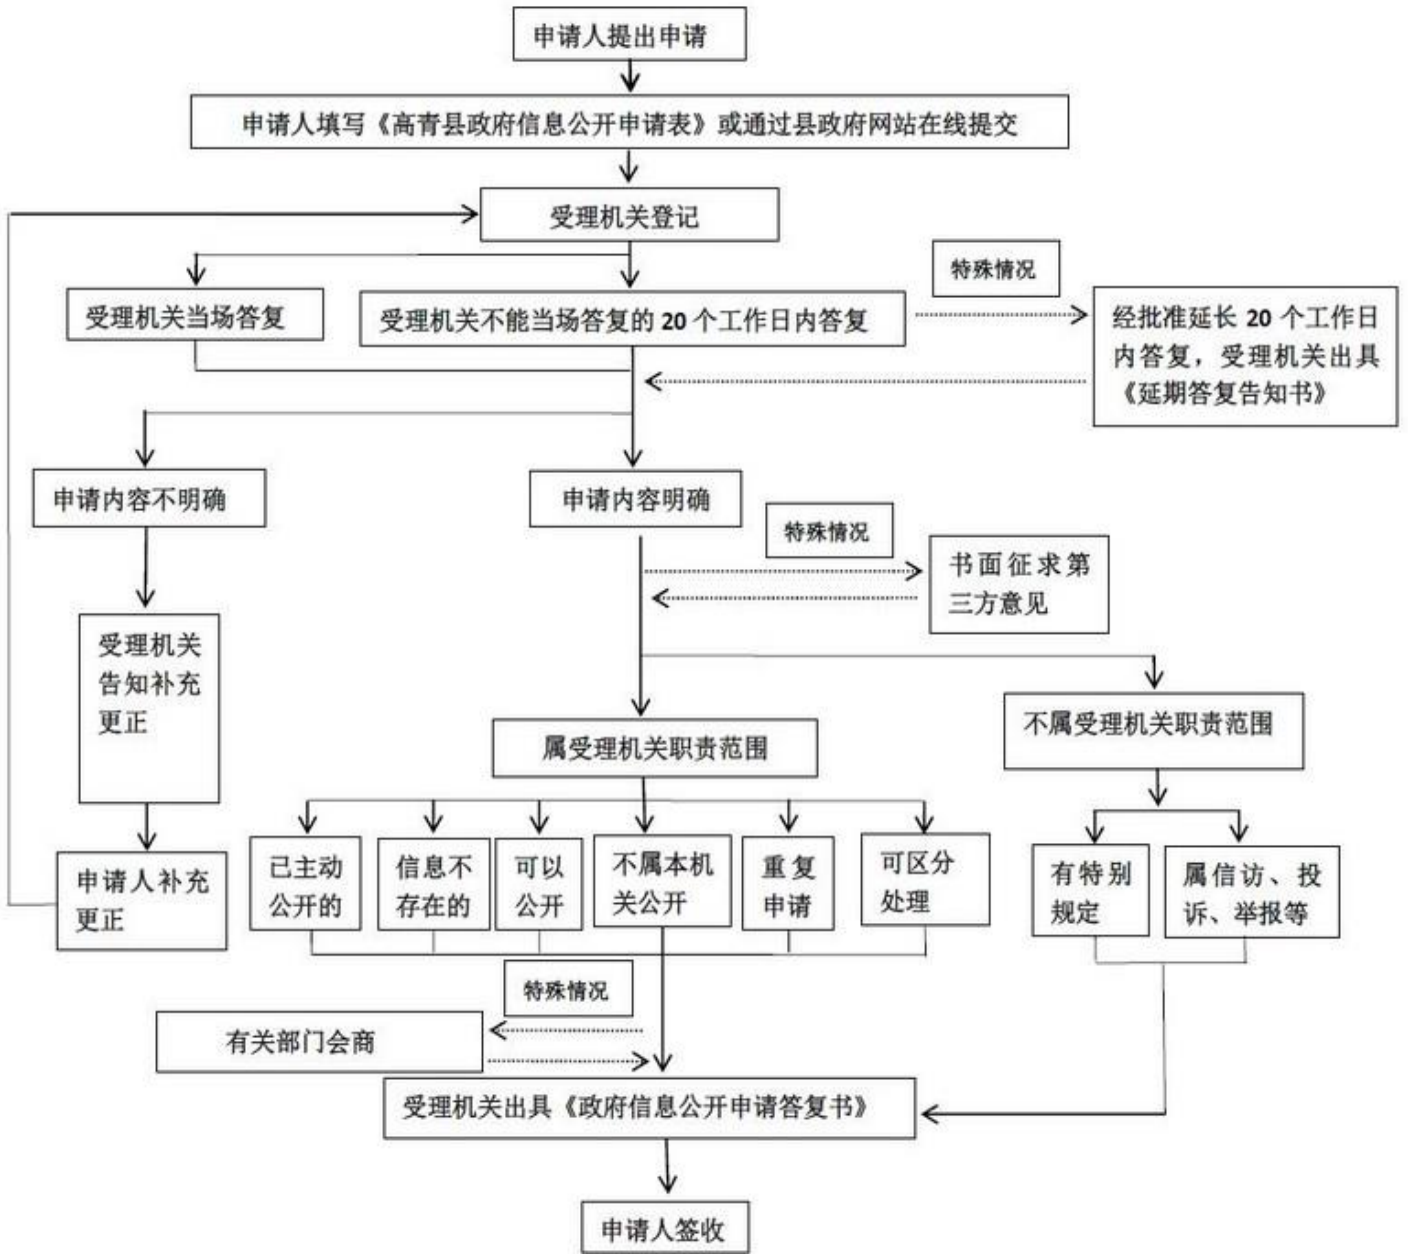 申请人提出申请
申请人填写《高青县政府信息公开申请表》或通过县政府网站在线提交
受理机关登记
特殊情况
受理机关当场答复
受理机关不能当场答复的 20 个工作日内答复
经批准延长 20 个工作日
内答复，受理机关出具
《延期答复告知书》
申请内容不明确
申请内容明确
特殊情况
书面征求第
三方意见
受理机关
告知补充
更正
属受理机关职责范围
不属受理机关职责范围
申请人补充
更正
已主动
公开的
信息不
存在的
可以
公开
不属本机
关公开
重复
申请
可区分
处理
有特别
规定
属信访、投
诉、举报等
特殊情况
有关部门会商
受理机关出具《政府信息公开申请答复书》
申请人签收